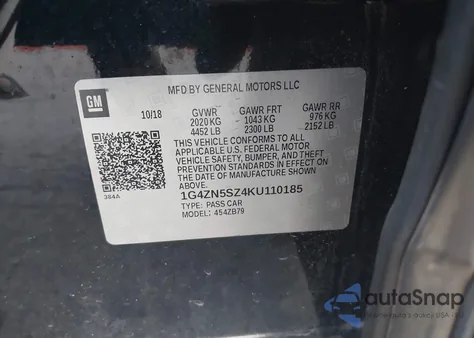 MFD BY GENERAL MOTORS LLC
GM
10/18
GVWR GAWR FRT GAWR RR
2020 KG 1043 KG 976 KG
4452 LB 2300 LB 2152 LB
THIS VEHICLE CONFORMS TO ALL
APPLICABLE U.S. FEDERAL MOTOR
VEHICLE SAFETY, BUMPER, AND THEFT
PREVENTION STANDARDS IN EFFECT ON
THE DATE OF MANUFACTURE SHOWN
ABOVE.
384A
1G4ZN5SZ4KU110185
TYPE: PASS CAR
MODEL: 4S4ZB79
autoSnap